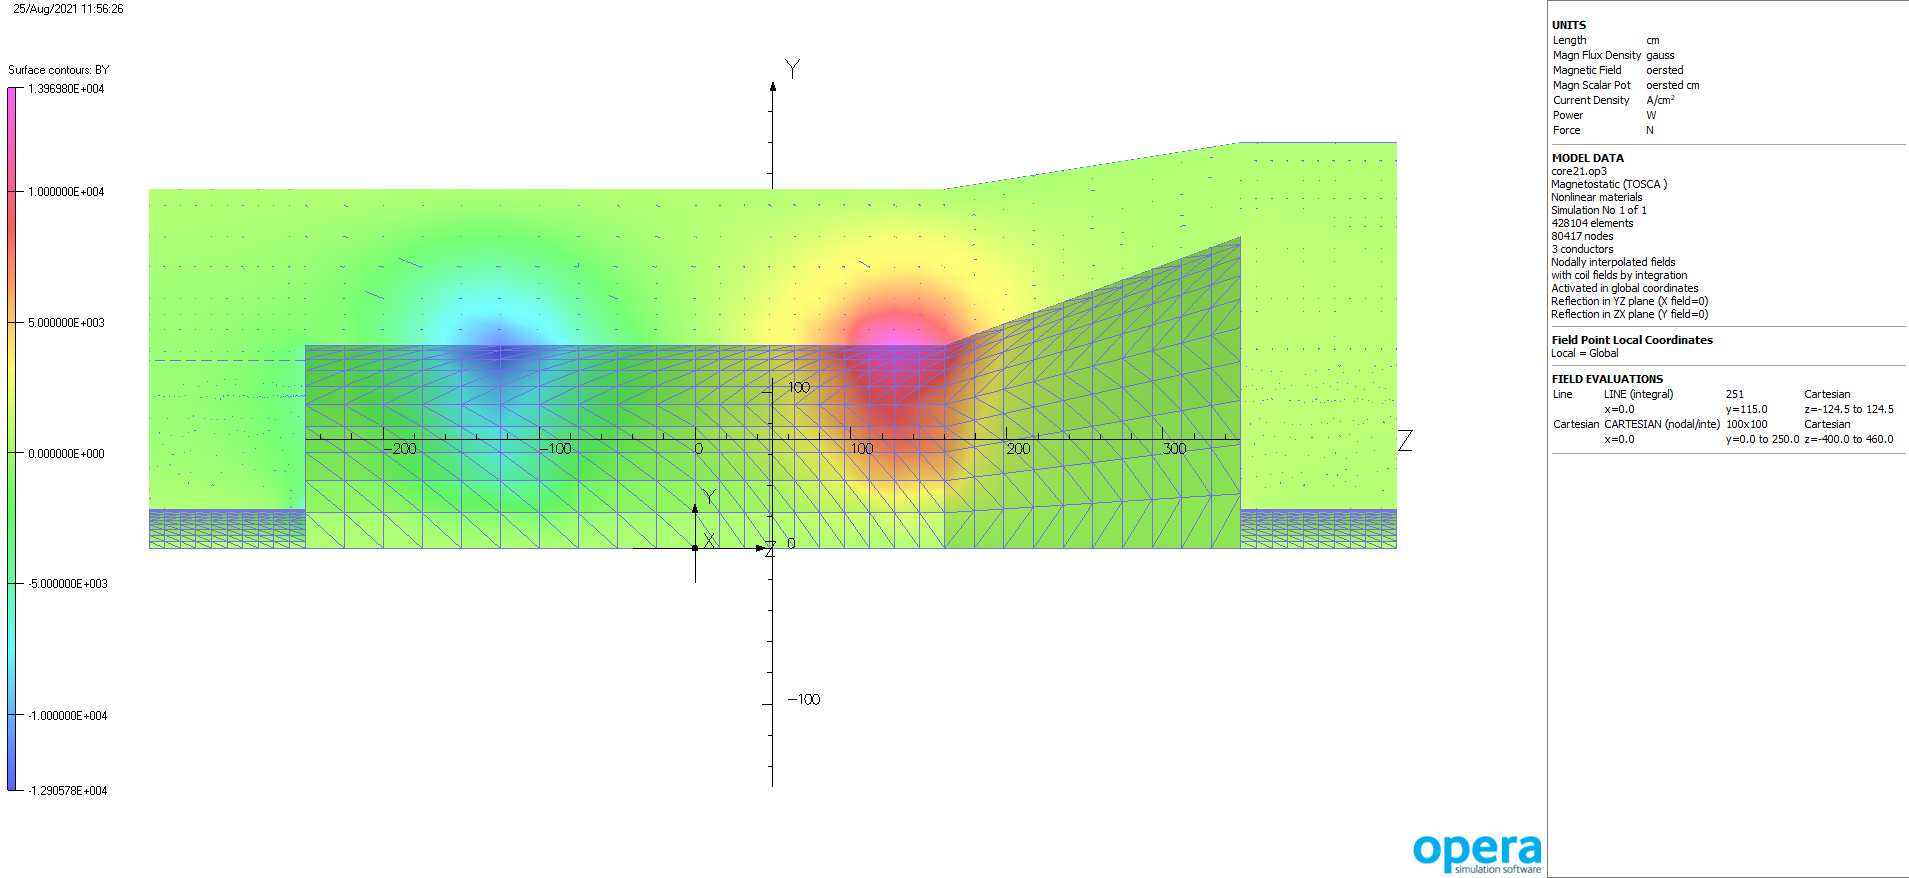 25/Aug/2021 11:56:26
Surface contours: BY
1.396980E+004
1.000000E+004
5.000000E+003
0.000000E+000
-5.000000E+003
-1.000000E+004
-1.290578E+004
Y
100
-200
-100
0
100
200
300
Z
Y
X
Z
0
-100
opera
simulation software
UNITS
Length cm
Magn Flux Density gauss
Magnetic Field oersted
Magn Scalar Pot oersted cm
Current Density A/cm²
Power W
Force N
MODEL DATA
core21.op3
Magnetostatic (TOSCA )
Nonlinear materials
Simulation No 1 of 1
428104 elements
80417 nodes
3 conductors
Nodally interpolated fields
with coil fields by integration
Activated in global coordinates
Reflection in YZ plane (X field=0)
Reflection in ZX plane (Y field=0)
Field Point Local Coordinates
Local = Global
FIELD EVALUATIONS
Line LINE (integral) 251 Cartesian
x=0.0 y=115.0 z=-124.5 to 124.5
Cartesian CARTESIAN (nodal/inte) 100x100 Cartesian
x=0.0 y=0.0 to 250.0 z=-400.0 to 460.0